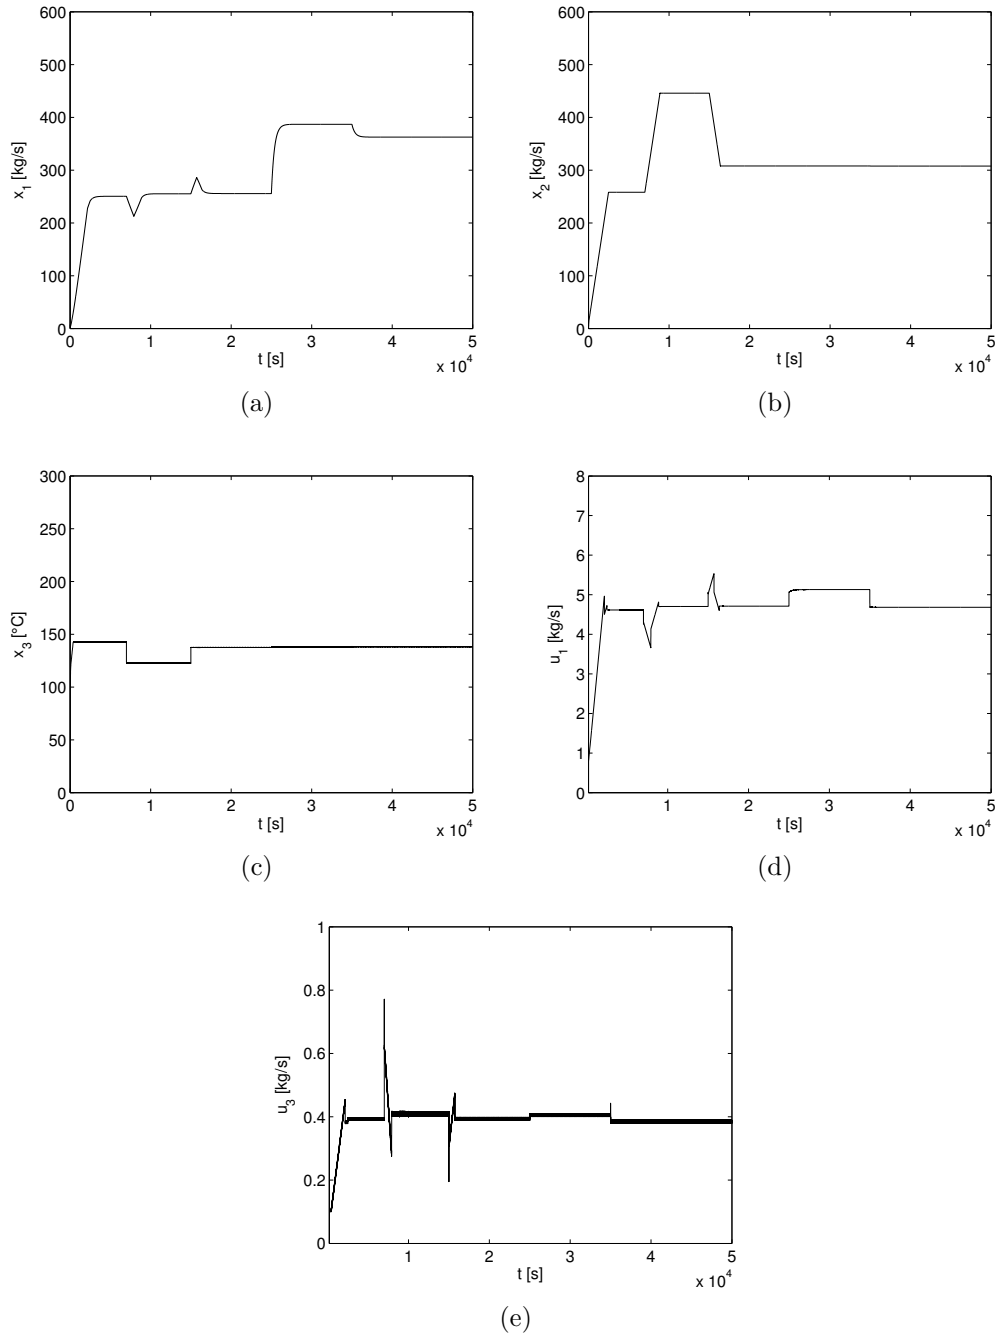 600
500
400
300
200
100
0
x1 [kg/s]
0 1 2 3 4 5
t [s]
x 10^4
(a)
600
500
400
300
200
100
0
x2 [kg/s]
0 1 2 3 4 5
t [s]
x 10^4
(b)
300
250
200
150
100
50
0
x3 [°C]
0 1 2 3 4 5
t [s]
x 10^4
(c)
8
7
6
5
4
3
2
1
0
u1 [kg/s]
1 2 3 4 5
t [s]
x 10^4
(d)
1
0.8
0.6
0.4
0.2
0
u3 [kg/s]
1 2 3 4 5
t [s]
x 10^4
(e)